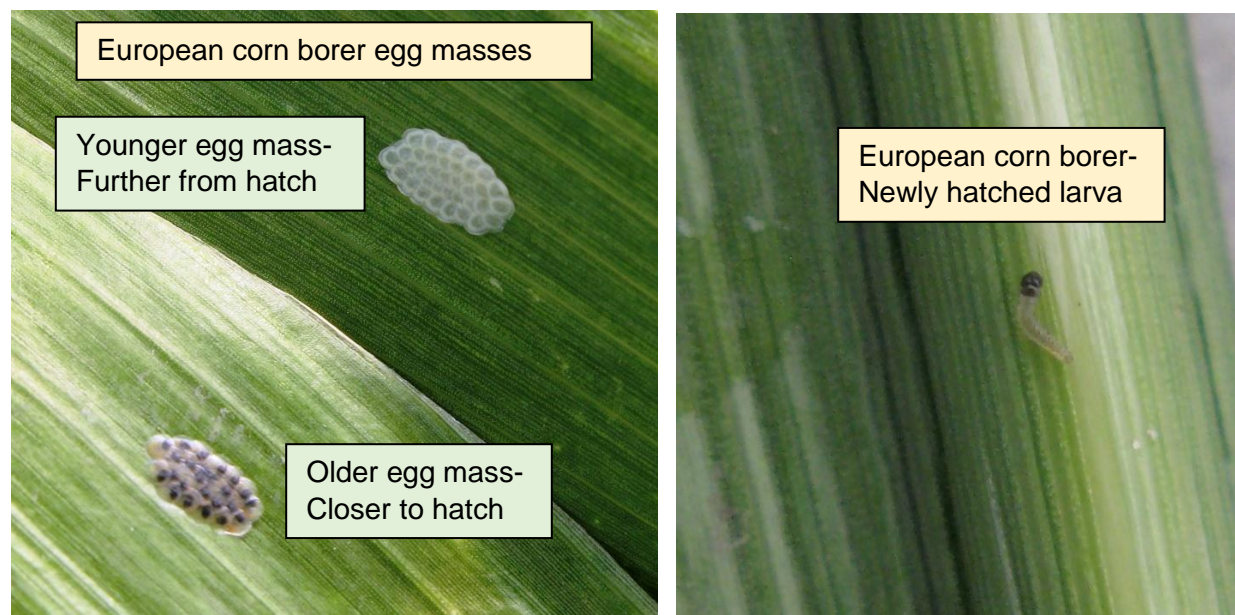 European corn borer egg masses
Younger egg mass-
Further from hatch
Older egg mass-
Closer to hatch
European corn borer-
Newly hatched larva